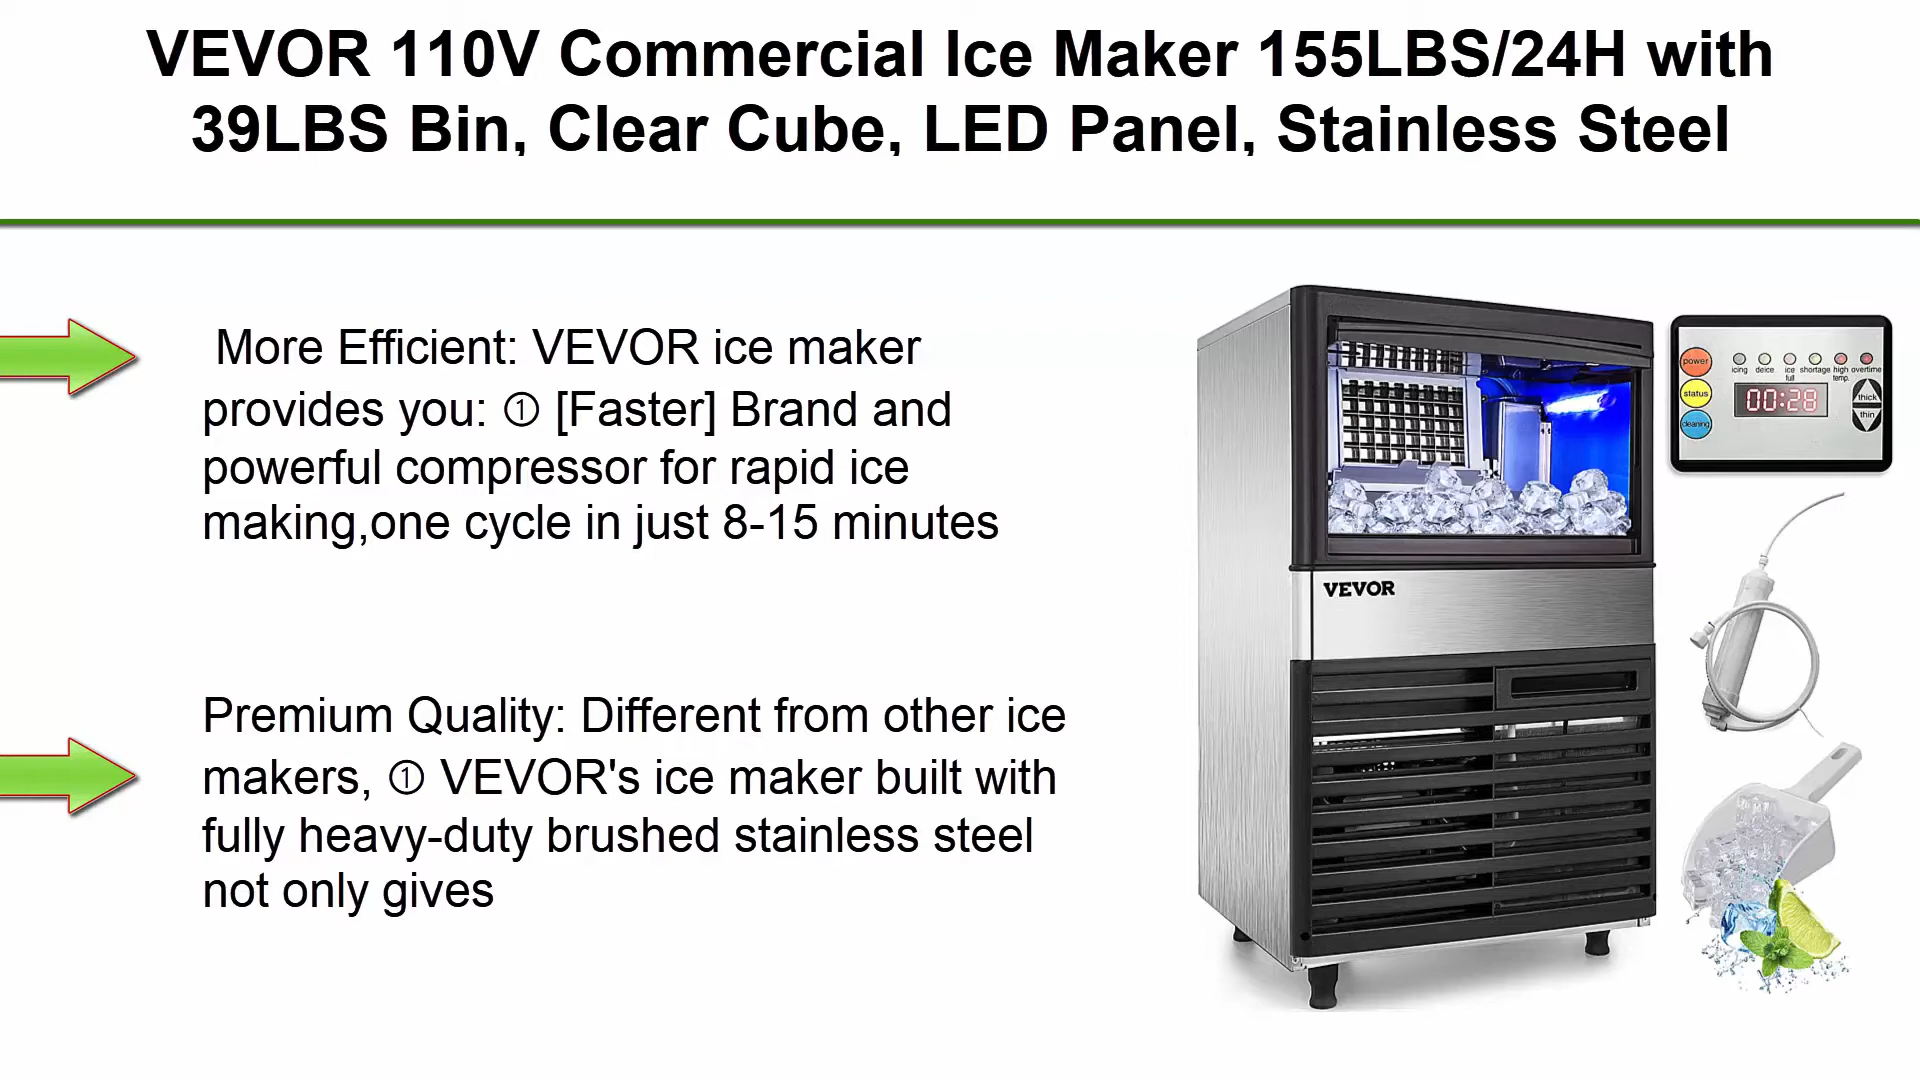 VEVOR 110V Commercial Ice Maker 155LBS/24H with
39LBS Bin, Clear Cube, LED Panel, Stainless Steel
More Efficient: VEVOR ice maker
provides you: ① [Faster] Brand and
powerful compressor for rapid ice
making,one cycle in just 8-15 minutes
Premium Quality: Different from other ice
makers, ① VEVOR's ice maker built with
fully heavy-duty brushed stainless steel
not only gives
VEVOR
power
status
cleaning
icing deice ice full shortage high temp. overtime
00:28
thick
thin